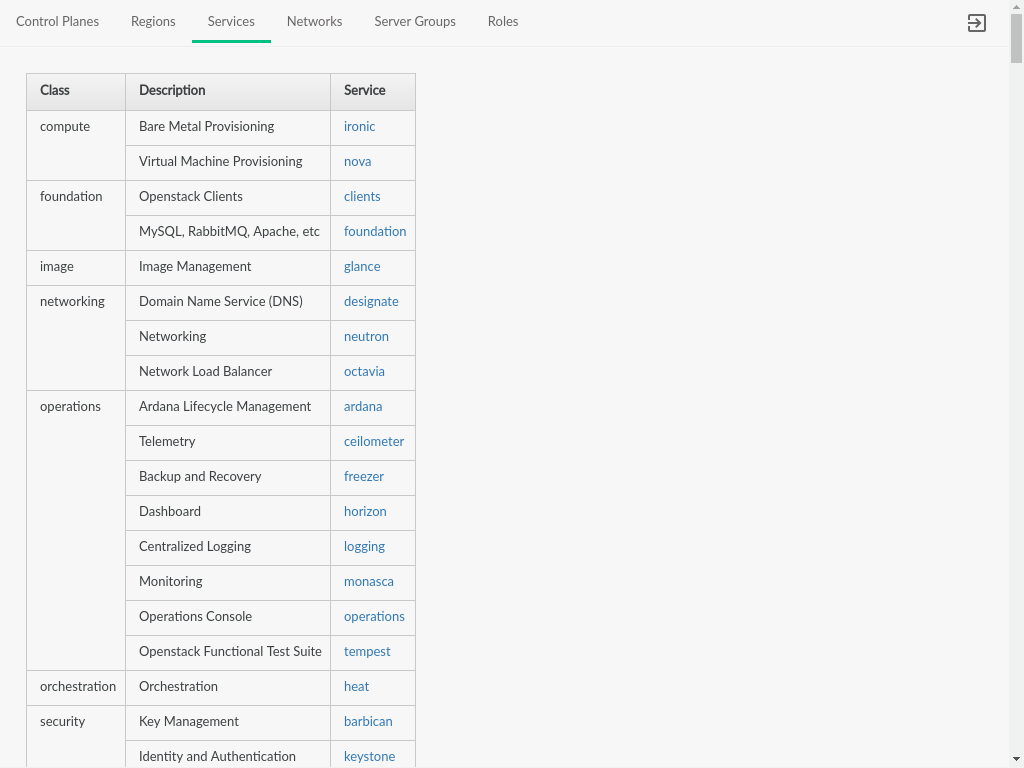 Control Planes Regions Services Networks Server Groups Roles
Class Description Service
compute Bare Metal Provisioning ironic
Virtual Machine Provisioning nova
foundation Openstack Clients clients
MySQL, RabbitMQ, Apache, etc foundation
image Image Management glance
networking Domain Name Service (DNS) designate
Networking neutron
Network Load Balancer octavia
operations Ardana Lifecycle Management ardana
Telemetry ceilometer
Backup and Recovery freezer
Dashboard horizon
Centralized Logging logging
Monitoring monasca
Operations Console operations
Openstack Functional Test Suite tempest
orchestration Orchestration heat
security Key Management barbican
Identity and Authentication keystone